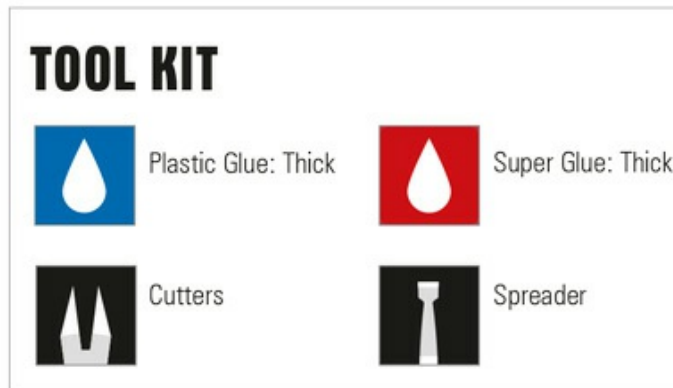 TOOL KIT
Plastic Glue: Thick
Super Glue: Thick
Cutters
Spreader